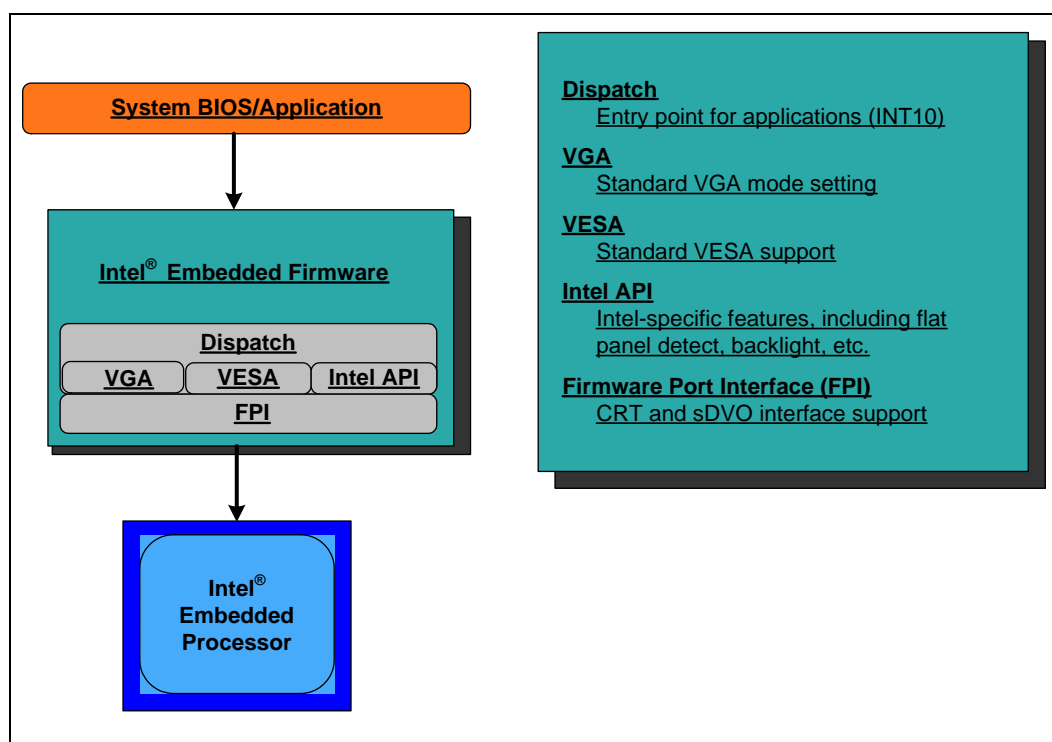 System BIOS/Application
Intel® Embedded Firmware
Dispatch
VGA
VESA
Intel API
FPI
Intel®
Embedded
Processor
Dispatch
Entry point for applications (INT10)
VGA
Standard VGA mode setting
VESA
Standard VESA support
Intel API
Intel-specific features, including flat
panel detect, backlight, etc.
Firmware Port Interface (FPI)
CRT and sDVO interface support